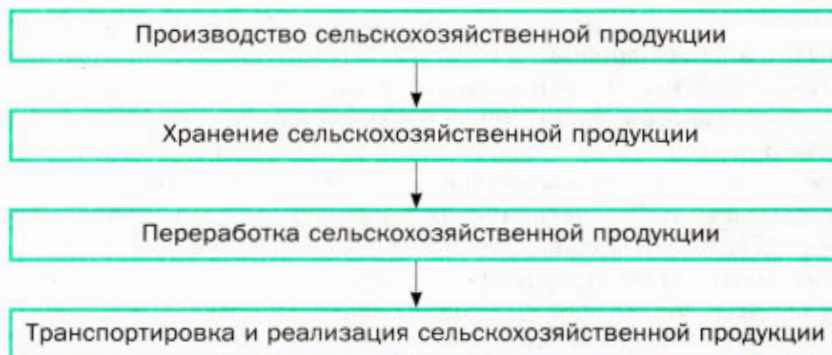 Производство сельскохозяйственной продукции
Хранение сельскохозяйственной продукции
Переработка сельскохозяйственной продукции
Транспортировка и реализация сельскохозяйственной продукции